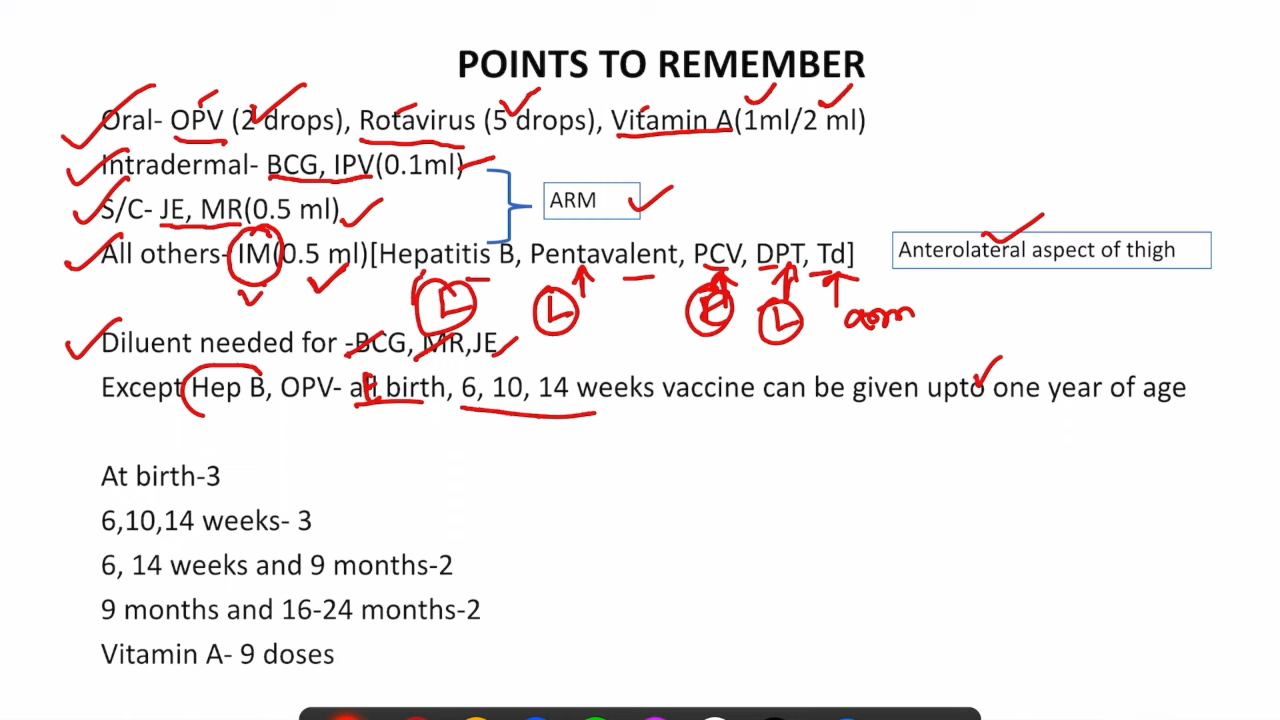 POINTS TO REMEMBER
Oral- OPV (2 drops), Rotavirus (5 drops), Vitamin A(1ml/2 ml)
Intradermal- BCG, IPV(0.1ml)
S/C- JE, MR(0.5 ml)
ARM
All others- IM(0.5 ml)[Hepatitis B, Pentavalent, PCV, DPT, Td]
Anterolateral aspect of thigh
L L L L arm
Diluent needed for -BCG, MR,JE
Except Hep B, OPV- all birth, 6, 10, 14 weeks vaccine can be given upto one year of age
At birth-3
6,10,14 weeks- 3
6, 14 weeks and 9 months-2
9 months and 16-24 months-2
Vitamin A- 9 doses